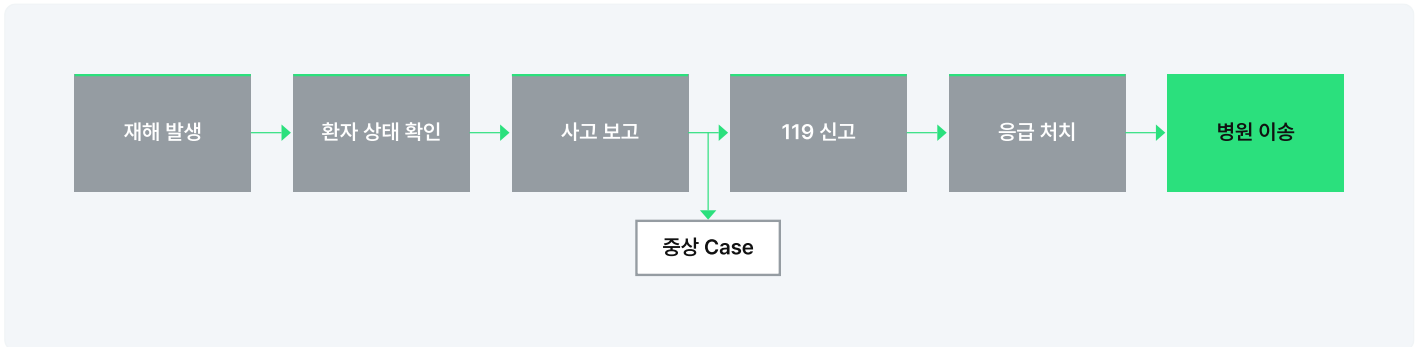 재해 발생
환자 상태 확인
사고 보고
119 신고
응급 처치
병원 이송
중상 Case